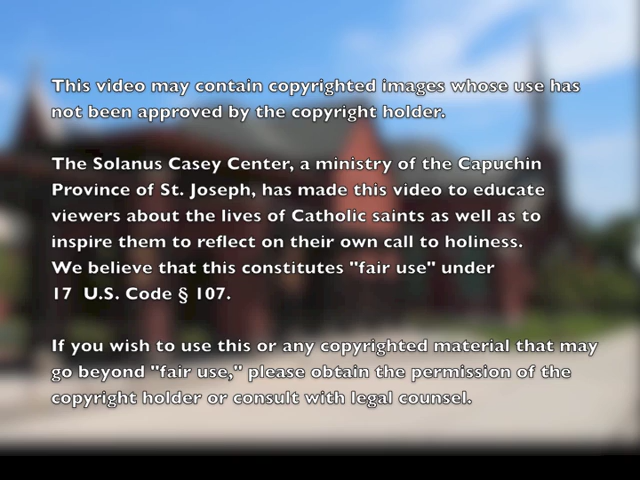 This video may contain copyrighted images whose use has
not been approved by the copyright holder.
The Solanus Casey Center, a ministry of the Capuchin
Province of St. Joseph, has made this video to educate
viewers about the lives of Catholic saints as well as to
inspire them to reflect on their own call to holiness.
We believe that this constitutes "fair use" under
17  U.S. Code § 107.
If you wish to use this or any copyrighted material that may
go beyond "fair use," please obtain the permission of the
copyright holder or consult with legal counsel.